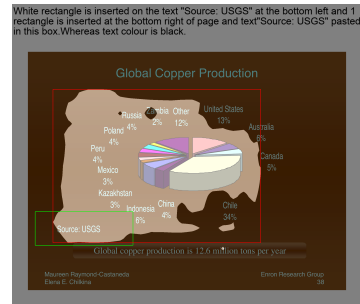 White rectangle is inserted on the text "Source: USGS" at the bottom left and 1
rectangle is inserted at the bottom right of page and text"Source: USGS" pasted
in this box.Whereas text colour is black.
Global Copper Production
Zambia
2%
Other
12%
United States
13%
Russia
4%
Australia
6%
Poland
4%
Peru
4%
Canada
5%
Mexico
3%
Kazakhstan
3%
Indonesia
6%
China
4%
Chile
34%
Source: USGS
Global copper production is 12.6 million tons per year
Maureen Raymond-Castaneda
Elena E. Chilkina
Enron Research Group
38